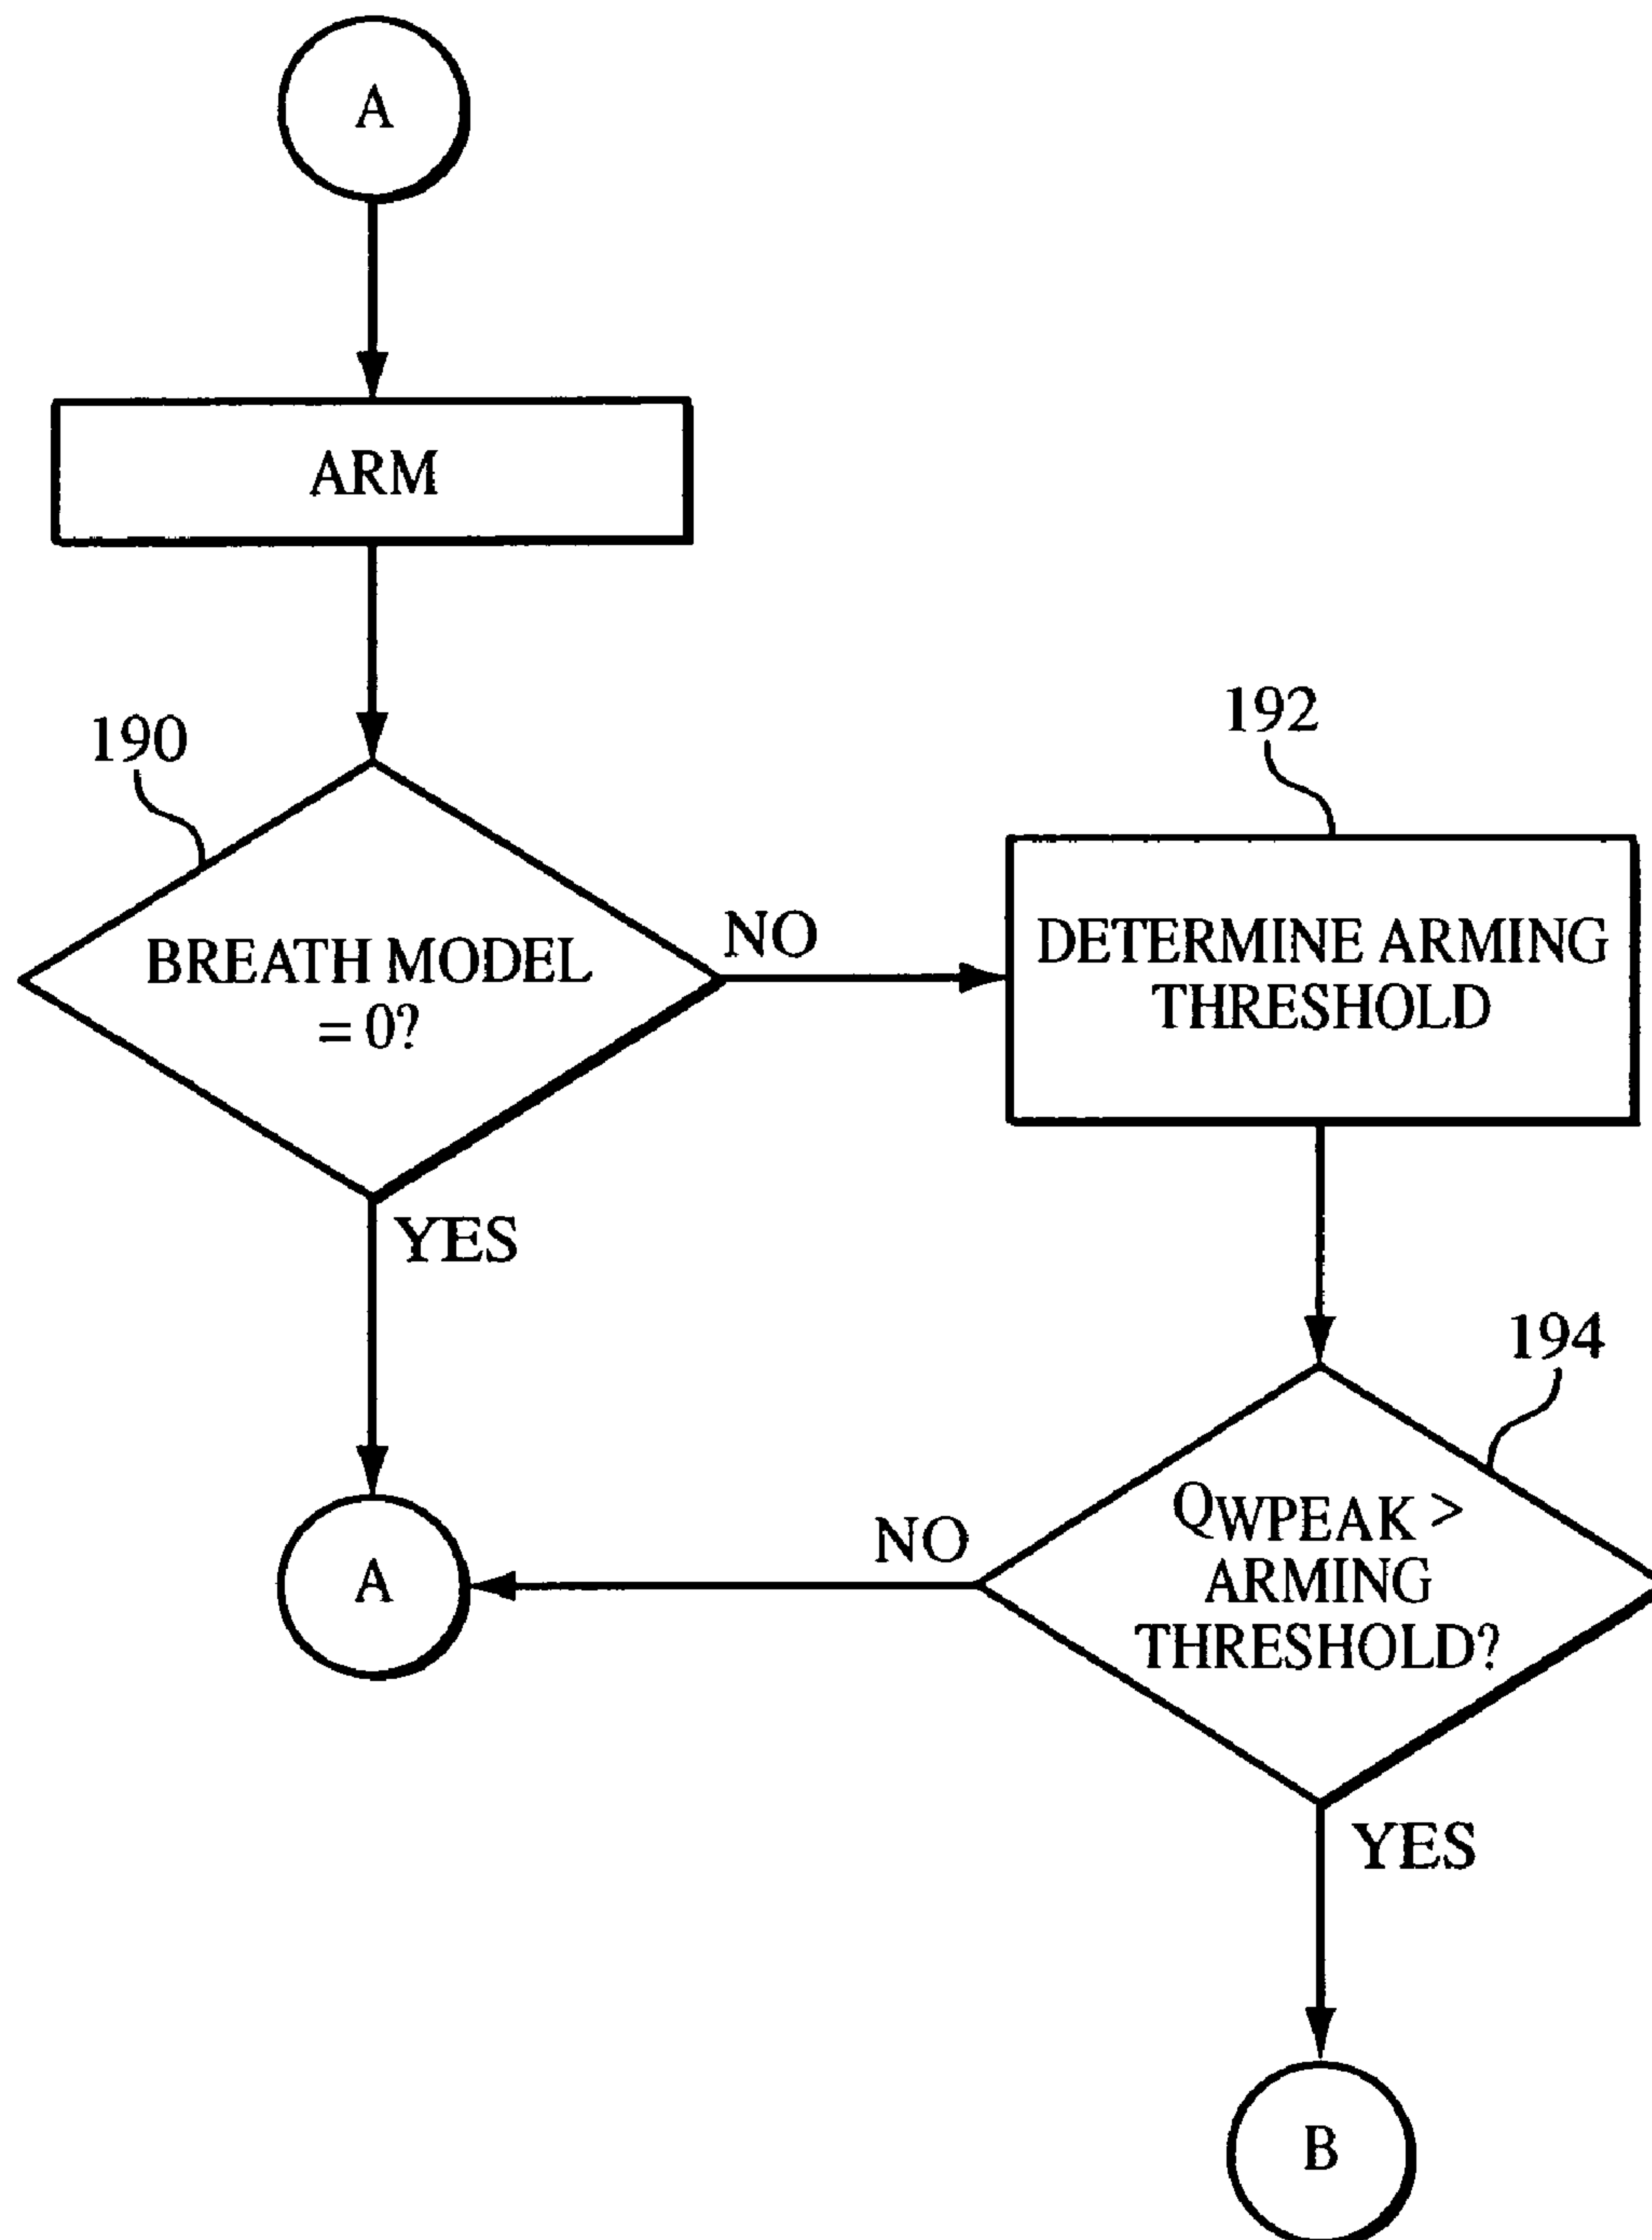 A
ARM
190
BREATH MODEL
= 0?
NO
YES
192
DETERMINE ARMING
THRESHOLD
194
QWPEAK >
ARMING
THRESHOLD?
NO
A
YES
B